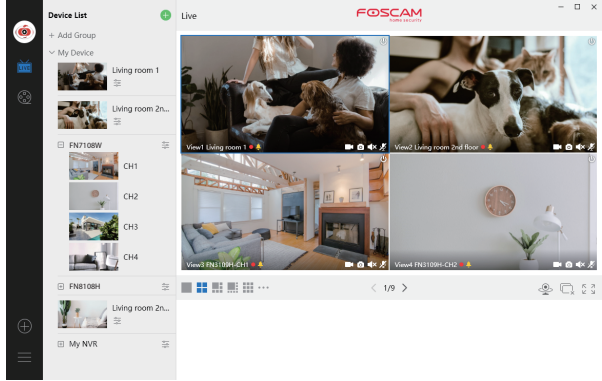 Device List
Live
FOSCAM
home security
Add Group
My Device
LIVE
Living room 1
Living room 2n...
FN7108W
CH1
CH2
CH3
CH4
FN8108H
Living room 2n...
My NVR
View1 Living room 1
View2 Living room 2nd floor
View3 FN3109H-CH1
View4 FN3109H-CH2
1/9